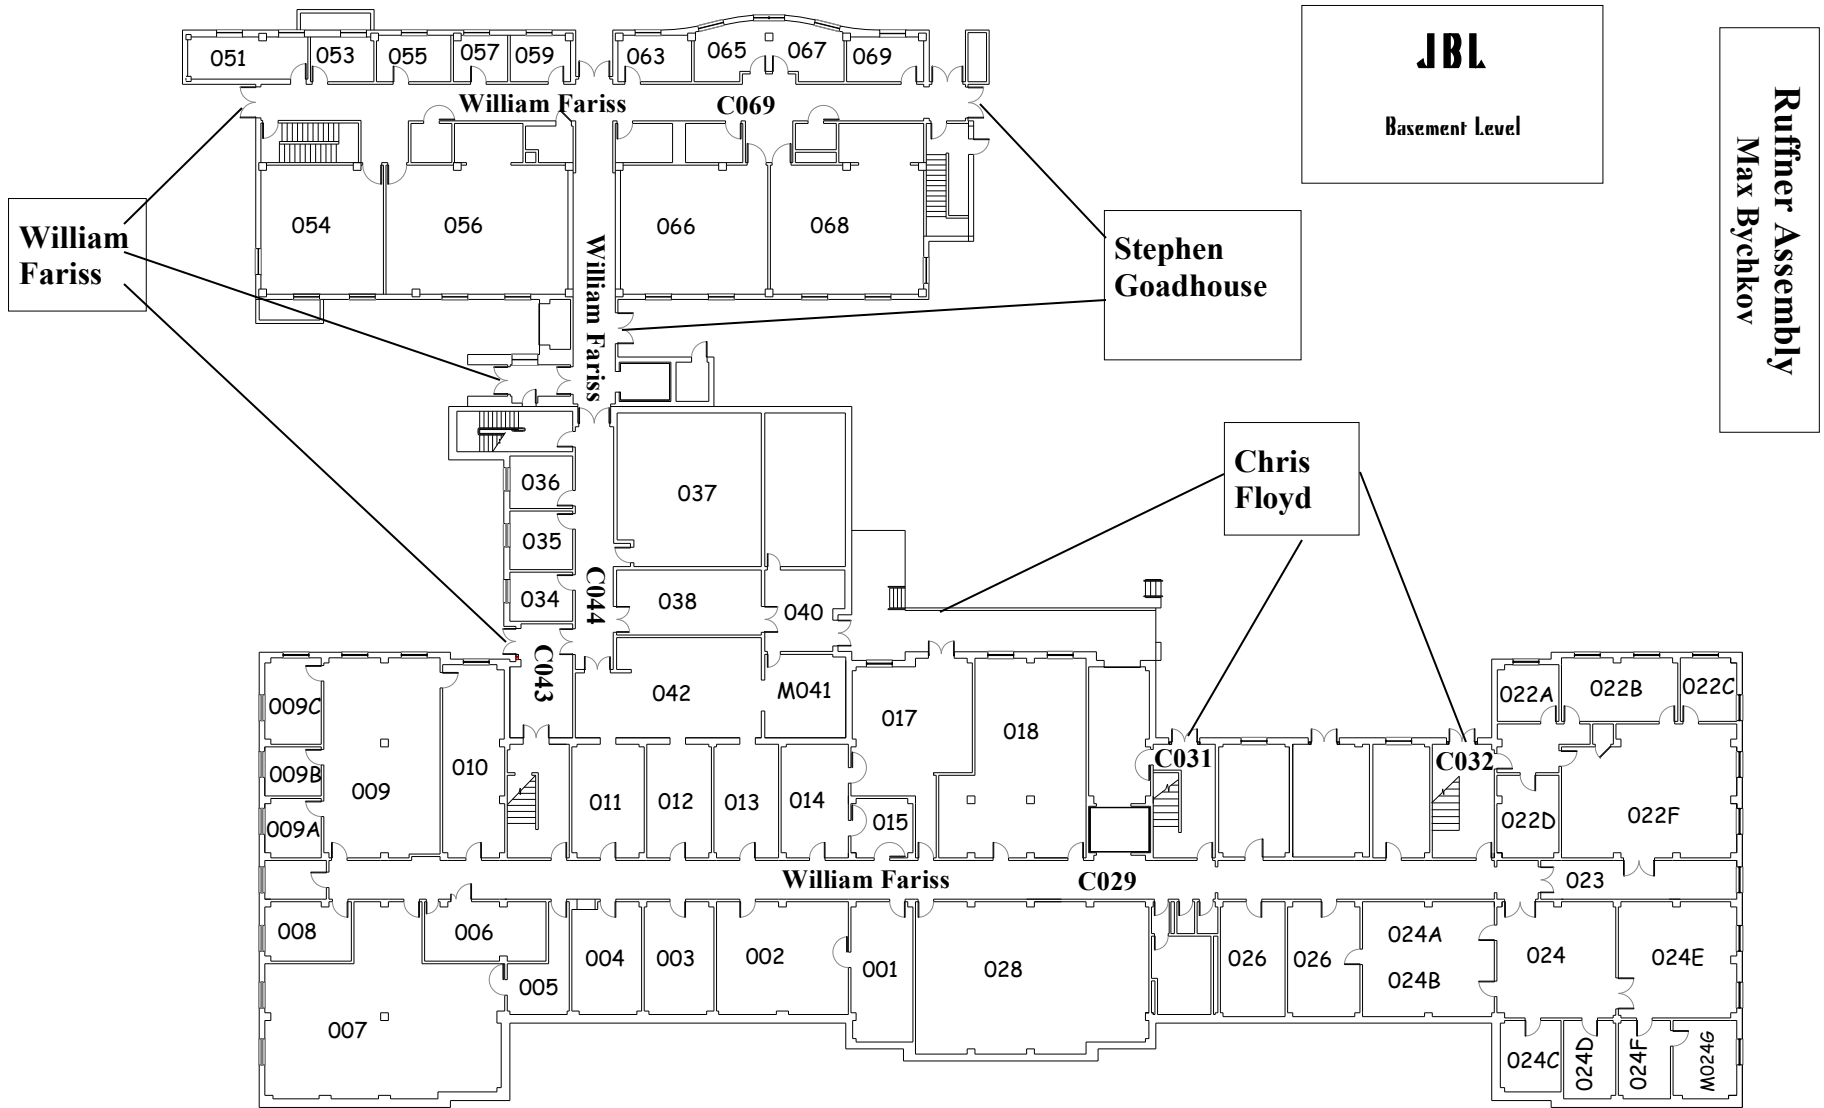 JBL
Basement Level
Ruffner Assembly
Max Bychkov
051
053
055
057
059
063
065
067
069
William Fariss
C069
054
056
066
068
William
Fariss
William Fariss
Stephen
Goadhouse
036
035
034
037
C044
038
040
Chris
Floyd
C043
042
M041
009C
009B
009A
009
010
011
012
013
014
015
017
018
C031
C032
022A
022B
022C
022D
022F
William Fariss
C029
023
008
006
007
005
004
003
002
001
028
026
026
024A
024B
024
024E
024C
024D
024F
M024G